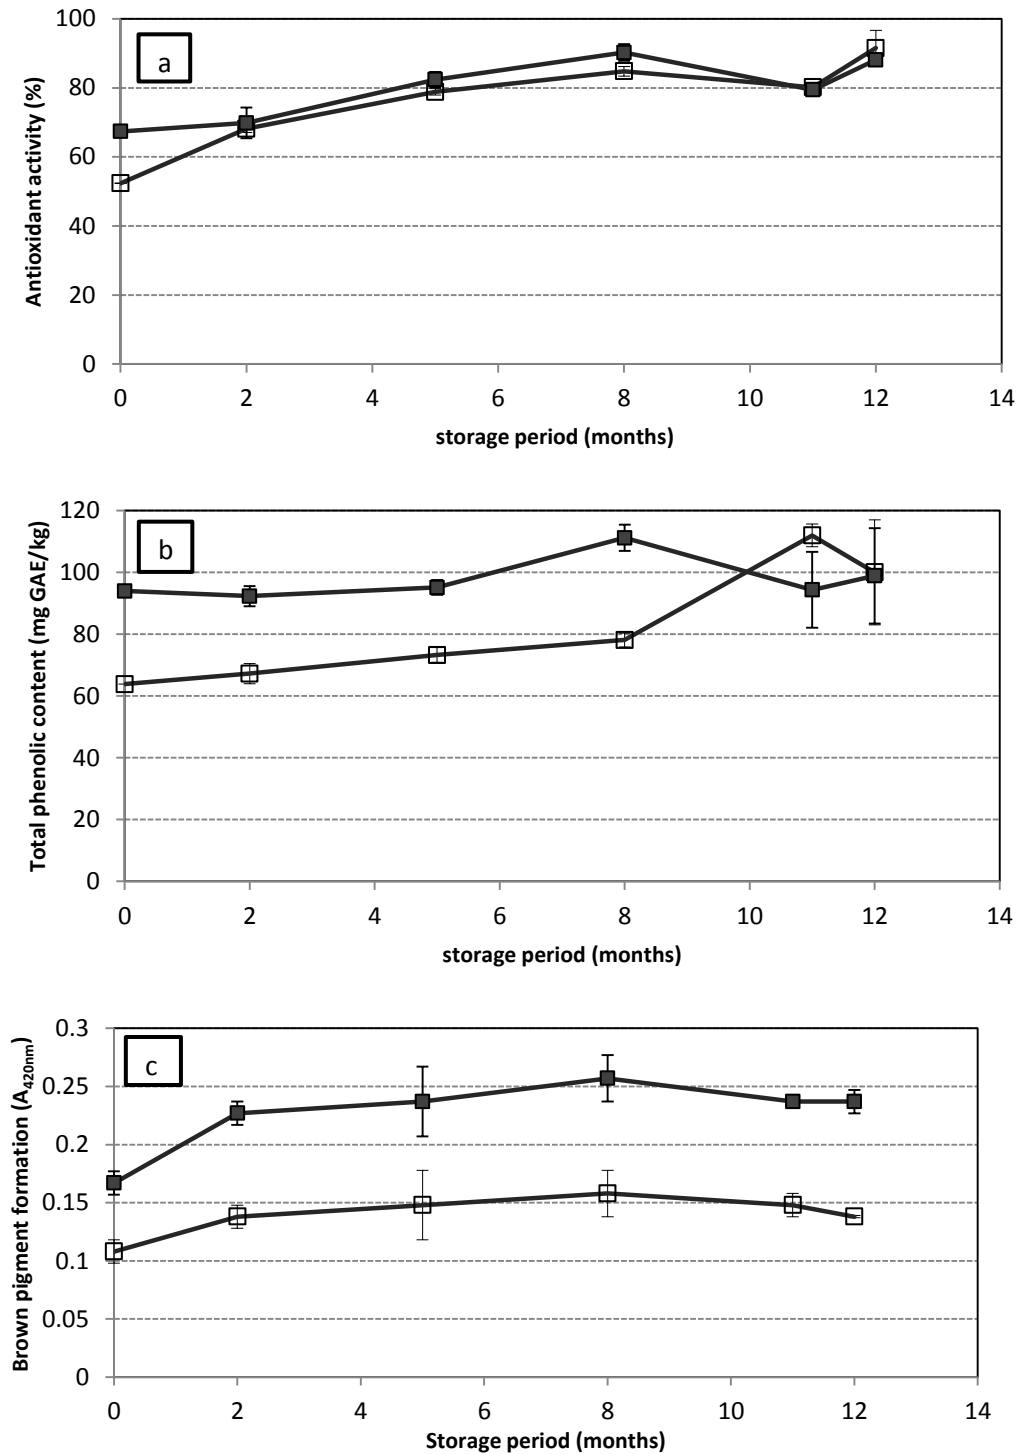 100
80
60
40
20
0
a
Antioxidant activity (%)
0 2 4 6 8 10 12 14
storage period (months)
120
100
80
60
40
20
0
b
Total phenolic content (mg GAE/kg)
0 2 4 6 8 10 12 14
storage period (months)
0.3
0.25
0.2
0.15
0.1
0.05
0
c
Brown pigment formation (A420nm)
0 2 4 6 8 10 12 14
Storage period (months)